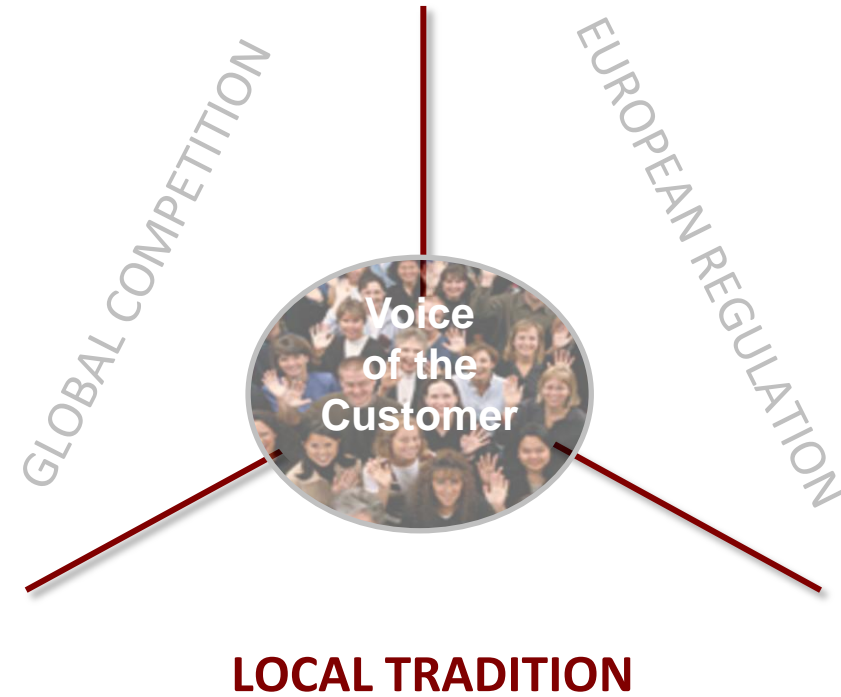 GLOBAL COMPETITION
EUROPEAN REGULATION
Voice
of the
Customer
LOCAL TRADITION